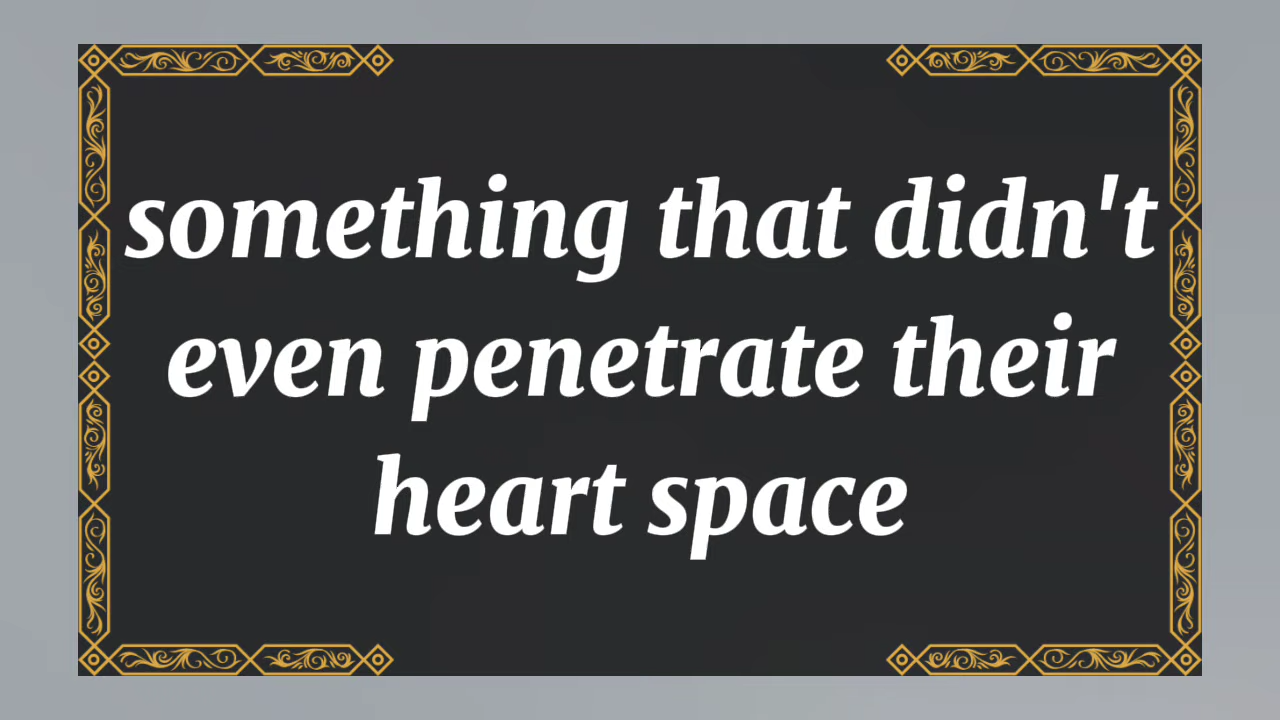 something that didn't
even penetrate their
heart space